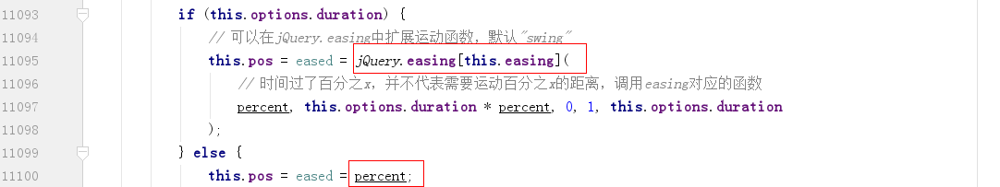 11093 if (this.options.duration) {
11094 // 可以在jQuery.easing中扩展运动函数，默认"swing"
11095 this.pos = eased = jQuery.easing[this.easing](
11096 // 时间过了百分之x，并不代表需要运动百分之x的距离，调用easing对应的函数
11097 percent, this.options.duration * percent, 0, 1, this.options.duration
11098 );
11099 } else {
11100 this.pos = eased = percent;